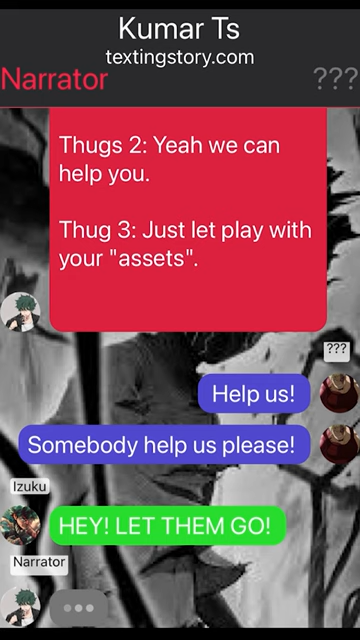 Kumar Ts
textingstory.com
Narrator
???
Thugs 2: Yeah we can
help you.
Thug 3: Just let play with
your "assets".
???
Help us!
Somebody help us please!
Izuku
HEY! LET THEM GO!
Narrator